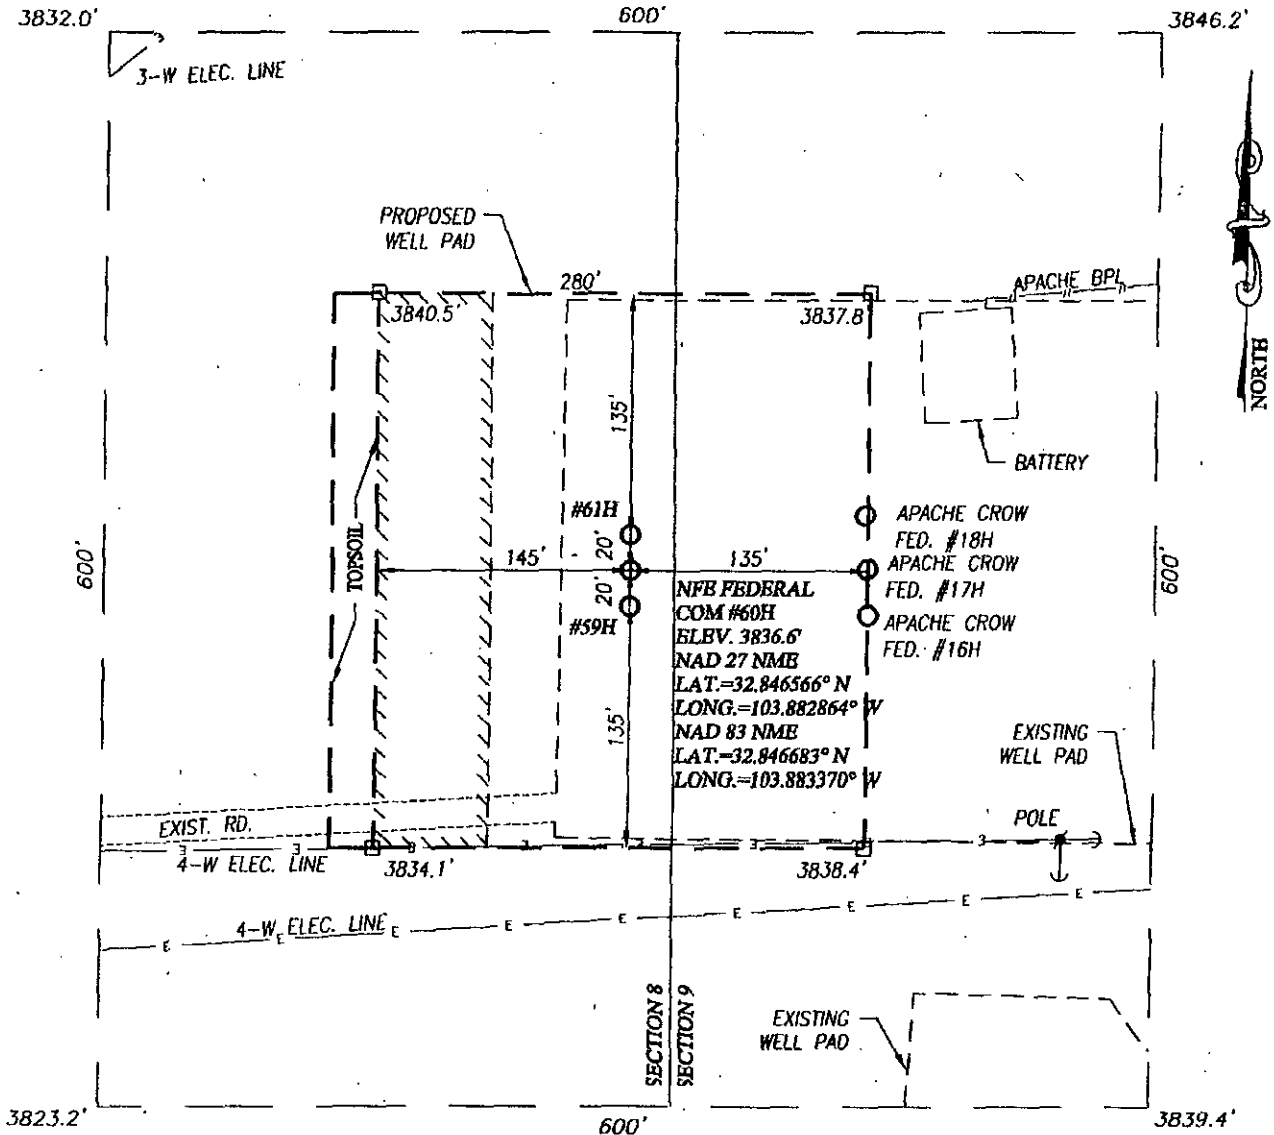 3832.0'
600'
3846.2'
3-W ELEC. LINE
PROPOSED
WELL PAD
280'
APACHE BPL
3840.5'
3837.8'
NORTH
135'
BATTERY
#61H
APACHE CROW
FED. #18H
TOPSOIL
600'
145'
20'
135'
APACHE CROW
FED. #17H
600'
20'
#59H
NFE FEDERAL
COM #60H
ELEV. 3836.6'
NAD 27 NME
LAT.=32.846566° N
LONG.=103.882864° W
NAD 83 NME
LAT.=32.846683° N
LONG.=103.883370° W
APACHE CROW
FED. #16H
135'
EXISTING
WELL PAD
EXIST. RD.
POLE
4-W ELEC. LINE
3834.1'
3838.4'
4-W ELEC. LINE
E E E E E E E E E
SECTION 8
SECTION 9
EXISTING
WELL PAD
3823.2'
600'
3839.4'